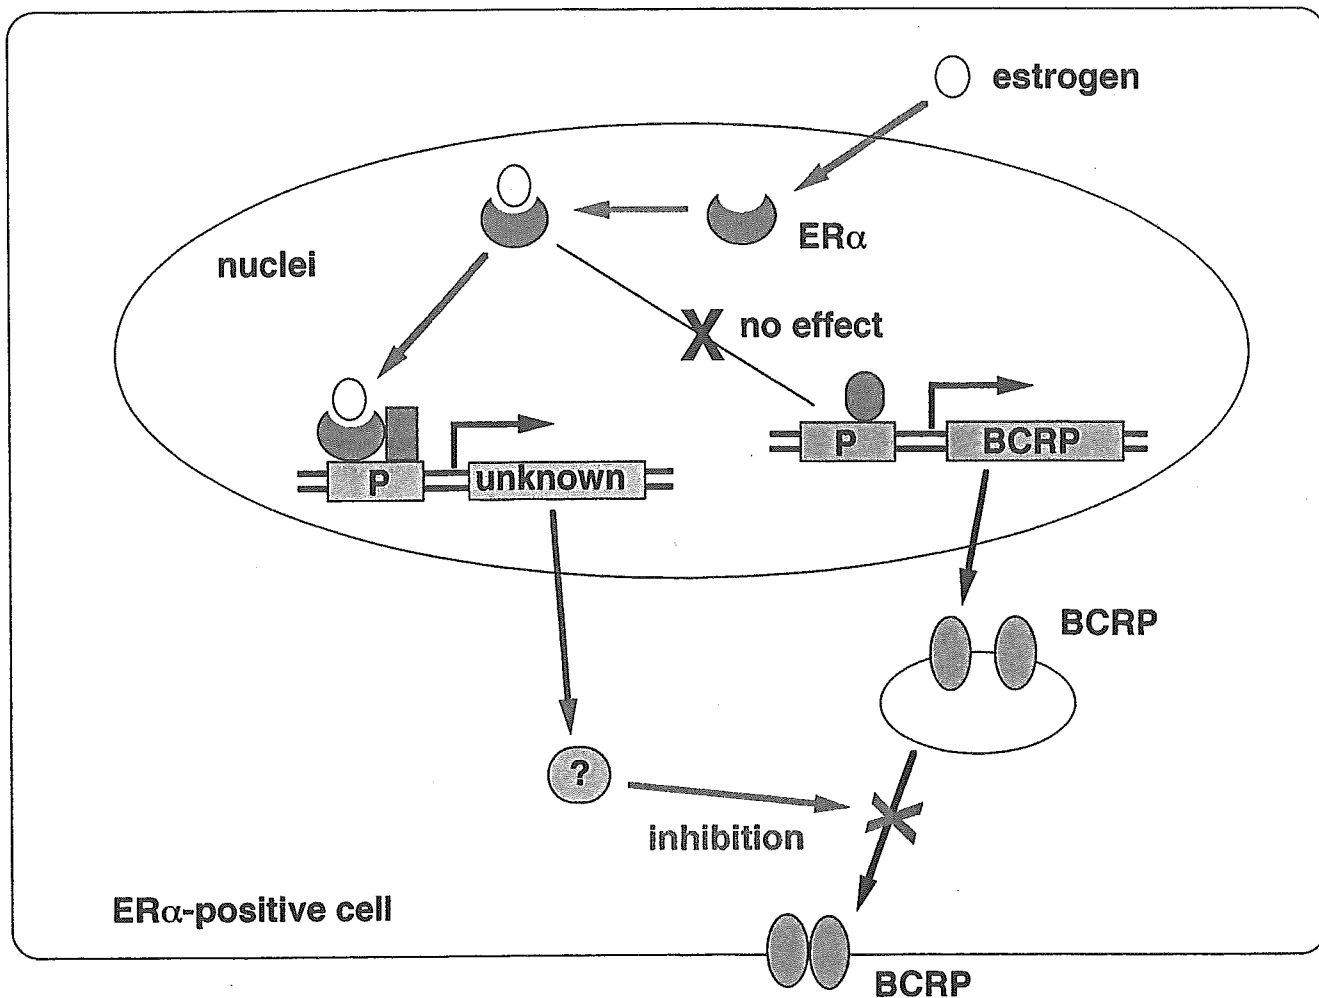 estrogen
ERα
nuclei
X no effect
P
BCRP
P
unknown
BCRP
?
inhibition
ERα-positive cell
BCRP